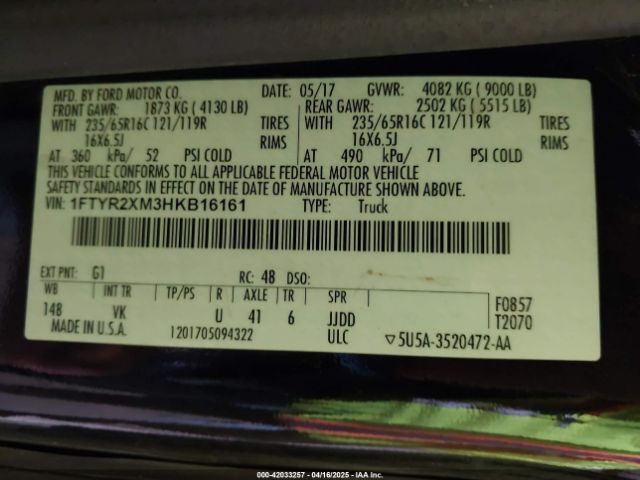 MFD. BY FORD MOTOR CO. DATE: 05/17 GVWR: 4082 KG ( 9000 LB)
FRONT GAWR: 1873 KG ( 4130 LB) REAR GAWR: 2502 KG ( 5515 LB)
WITH 235/65R16C 121/119R TIRES WITH 235/65R16C 121/119R TIRES
16X6.5J RIMS 16X6.5J RIMS
AT 360 kPa/ 52 PSI COLD AT 490 kPa/ 71 PSI COLD
THIS VEHICLE CONFORMS TO ALL APPLICABLE FEDERAL MOTOR VEHICLE
SAFETY STANDARDS IN EFFECT ON THE DATE OF MANUFACTURE SHOWN ABOVE.
VIN: 1FTYR2XM3HKB16161 TYPE: Truck
EXT PNT: G1 RC: 48 DSO:
WB INT TR TP/PS R AXLE TR SPR
148 VK U 41 6 JJDD
F0857
T2070
MADE IN U.S.A. 1201705094322 ULC ▽5U5A-3520472-AA
000-42033257 - 04/16/2025 - IAA Inc.